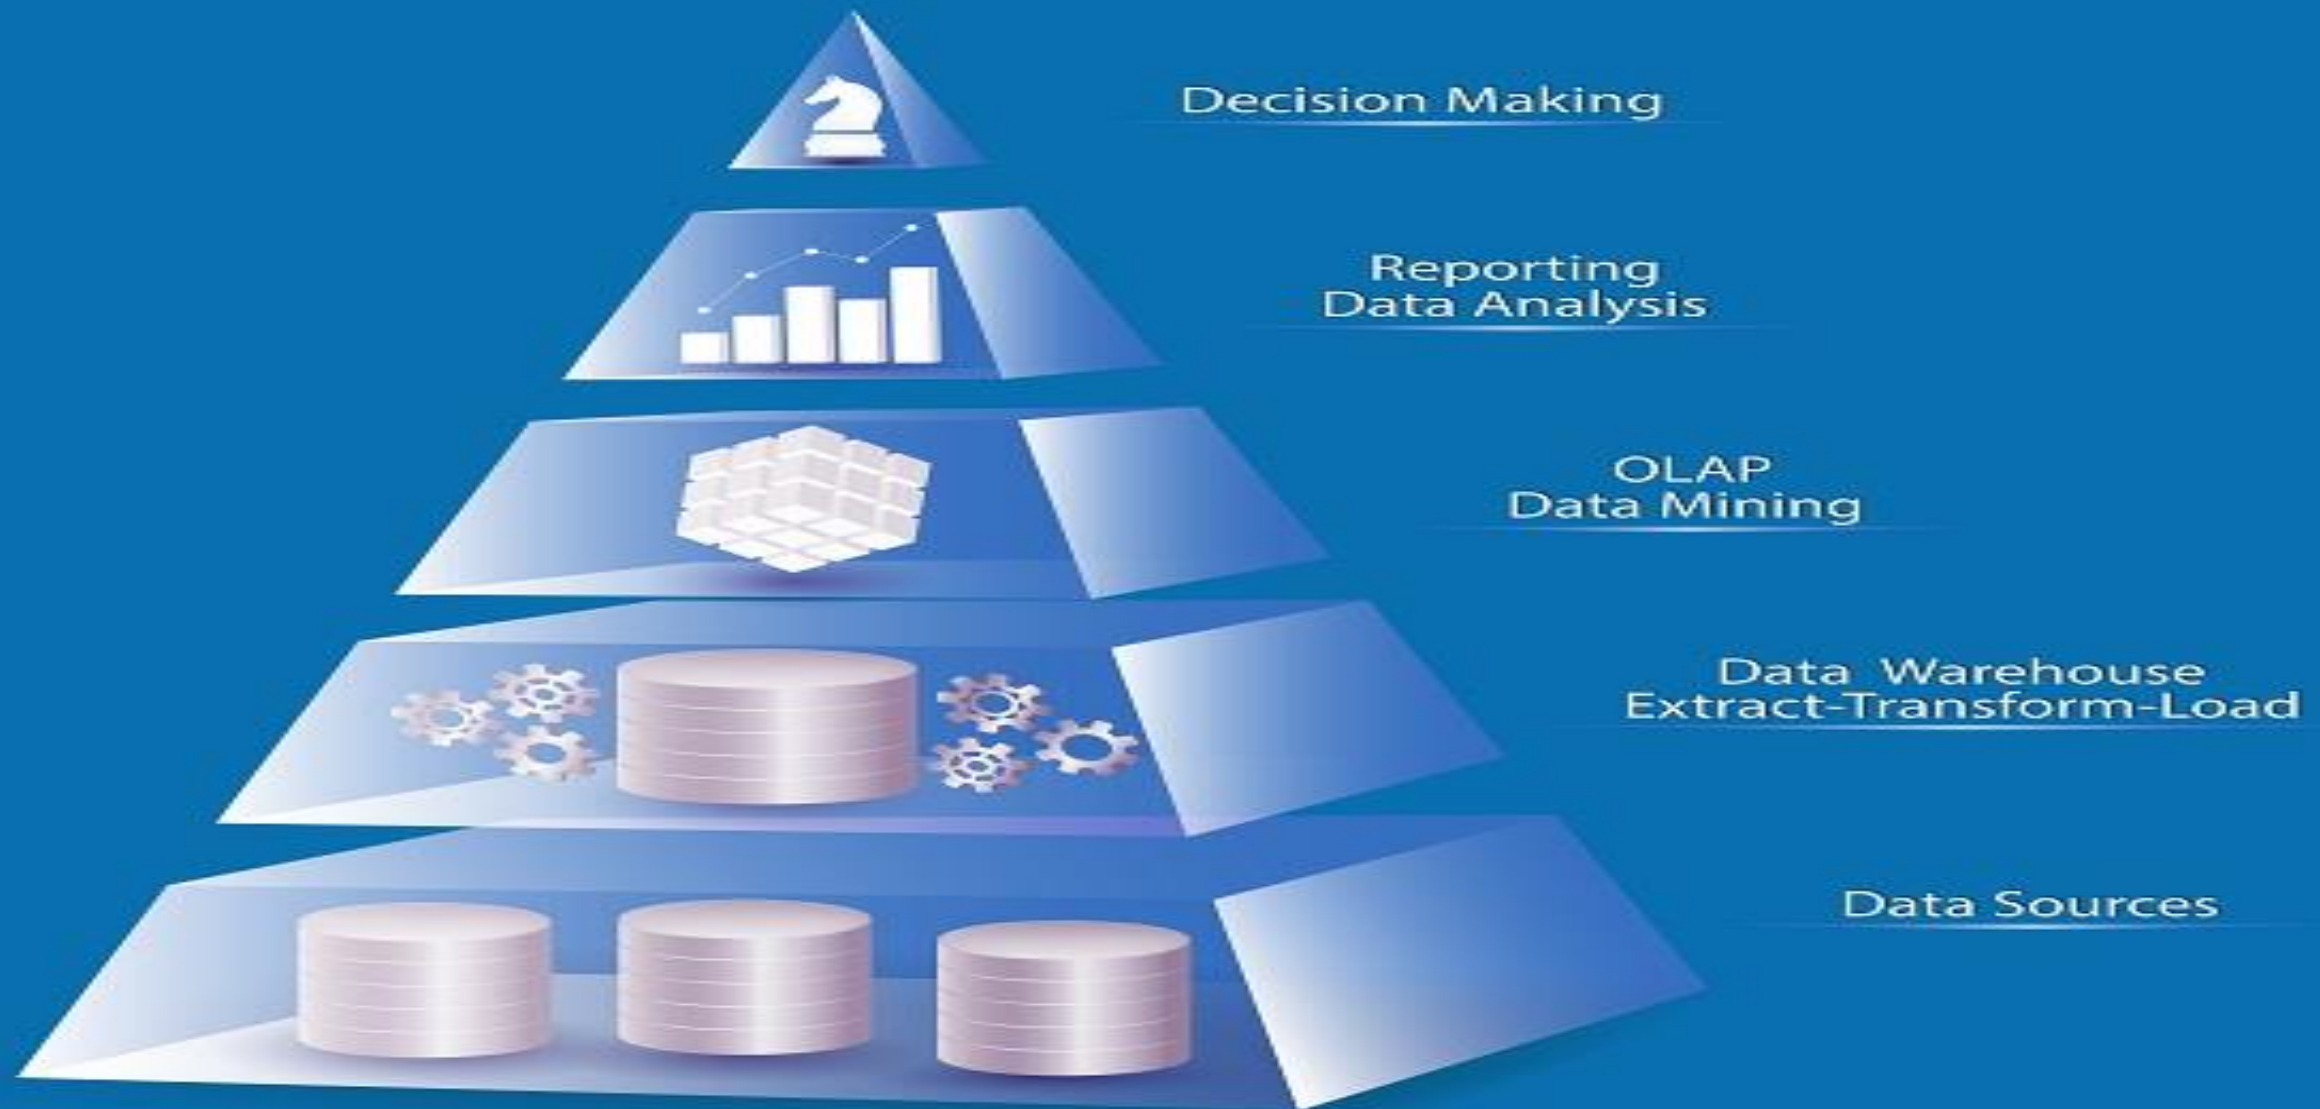 Decision Making
Reporting
Data Analysis
OLAP
Data Mining
Data Warehouse
Extract-Transform-Load
Data Sources